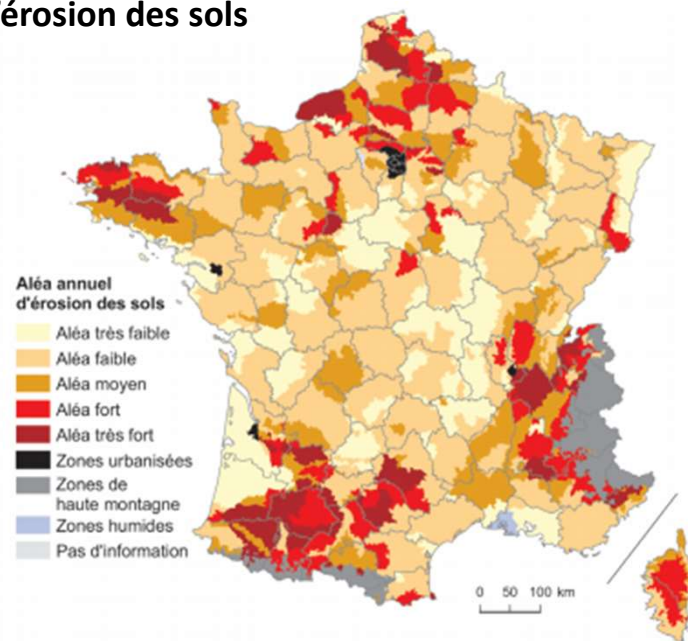 érosion des sols
Aléa annuel
d'érosion des sols
Aléa très faible
Aléa faible
Aléa moyen
Aléa fort
Aléa très fort
Zones urbanisées
Zones de
haute montagne
Zones humides
Pas d'information
0 50 100 km